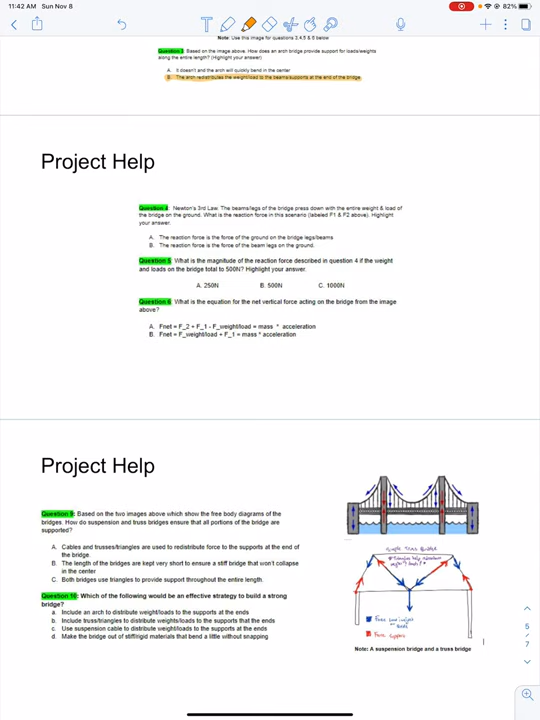 11:42 AM Sun Nov 8
82%
Note: Use this image for questions 3,4,5 & 6 below
Question 3: Based on the image above. How does an arch bridge provide support for loads/weights
along the entire length? (Highlight your answer)
A. It doesn't and the arch will quickly bend in the center
B. The arch redistributes the weight/load to the beams/supports at the end of the bridge.
Project Help
Question 4: Newton's 3rd Law. The beams/legs of the bridge press down with the entire weight & load of
the bridge on the ground. What is the reaction force in this scenario (labeled F1 & F2 above). Highlight
your answer.
A. The reaction force is the force of the ground on the bridge legs/beams
B. The reaction force is the force of the beam legs on the ground.
Question 5: What is the magnitude of the reaction force described in question 4 if the weight
and loads on the bridge total to 500N? Highlight your answer.
A. 250N B. 500N C. 1000N
Question 6: What is the equation for the net vertical force acting on the bridge from the image
above?
A. Fnet = F_2 + F_1 - F_weight/load = mass * acceleration
B. Fnet = F_weight/load + F_1 = mass * acceleration
Project Help
Question 9: Based on the two images above which show the free body diagrams of the
bridges. How do suspension and truss bridges ensure that all portions of the bridge are
supported?
A. Cables and trusses/triangles are used to redistribute force to the supports at the end of
the bridge.
B. The length of the bridges are kept very short to ensure a stiff bridge that won't collapse
in the center
C. Both bridges use triangles to provide support throughout the entire length.
Question 10: Which of the following would be an effective strategy to build a strong
bridge?
a. Include an arch to distribute weight/loads to the supports at the ends
b. Include truss/triangles to distribute weights/loads to the supports that the ends
c. Use suspension cable to distribute weight/loads to the supports at the ends
d. Make the bridge out of stiff/rigid materials that bend a little without snapping
Simple Truss Bridge
* Triangles help
weight
Force
loads
Force supports
Note: A suspension bridge and a truss bridge
5
/
7